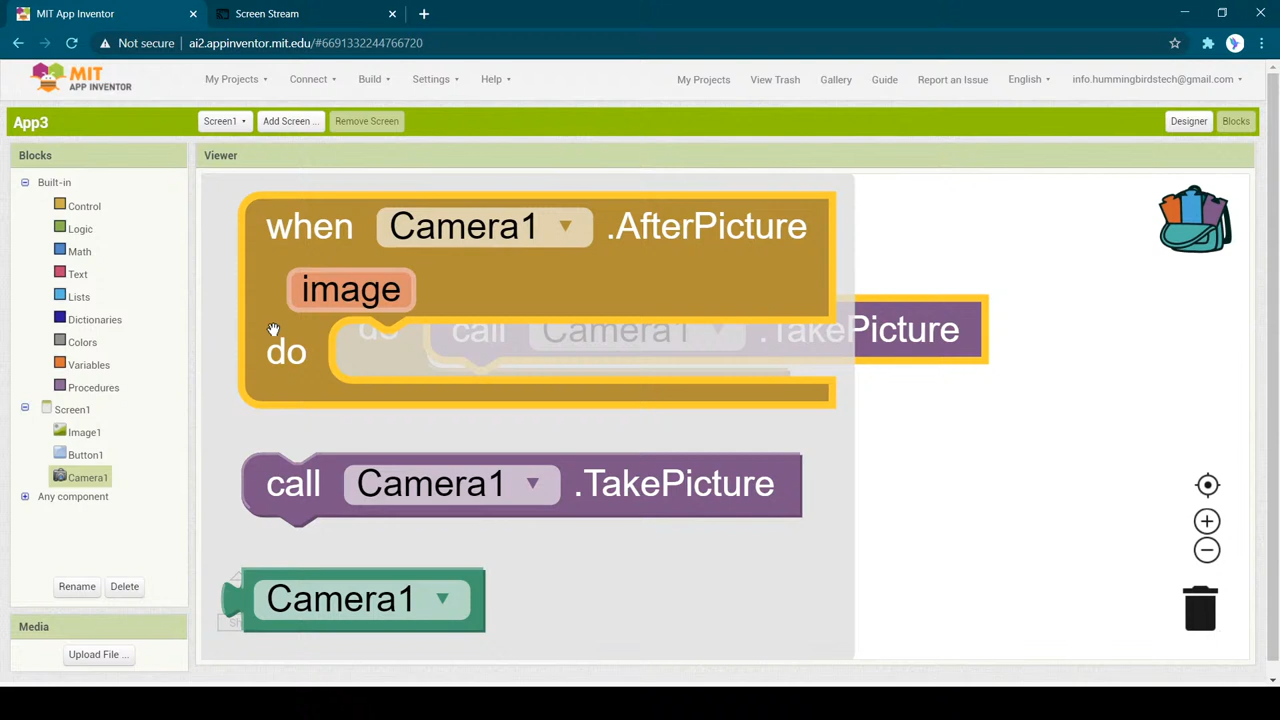 MIT App Inventor
Screen Stream
Not secure
ai2.appinventor.mit.edu/#6691332244766720
MIT
APP INVENTOR
My Projects
Connect
Build
Settings
Help
My Projects
View Trash
Gallery
Guide
Report an Issue
English
info.hummingbirdstech@gmail.com
App3
Screen1
Add Screen ...
Remove Screen
Designer
Blocks
Blocks
Built-in
Control
Logic
Math
Text
Lists
Dictionaries
Colors
Variables
Procedures
Screen1
Image1
Button1
Camera1
Any component
Rename
Delete
Media
Upload File ...
Viewer
when Camera1 .AfterPicture
image
do
do call Camera1 .TakePicture
call Camera1 .TakePicture
Camera1